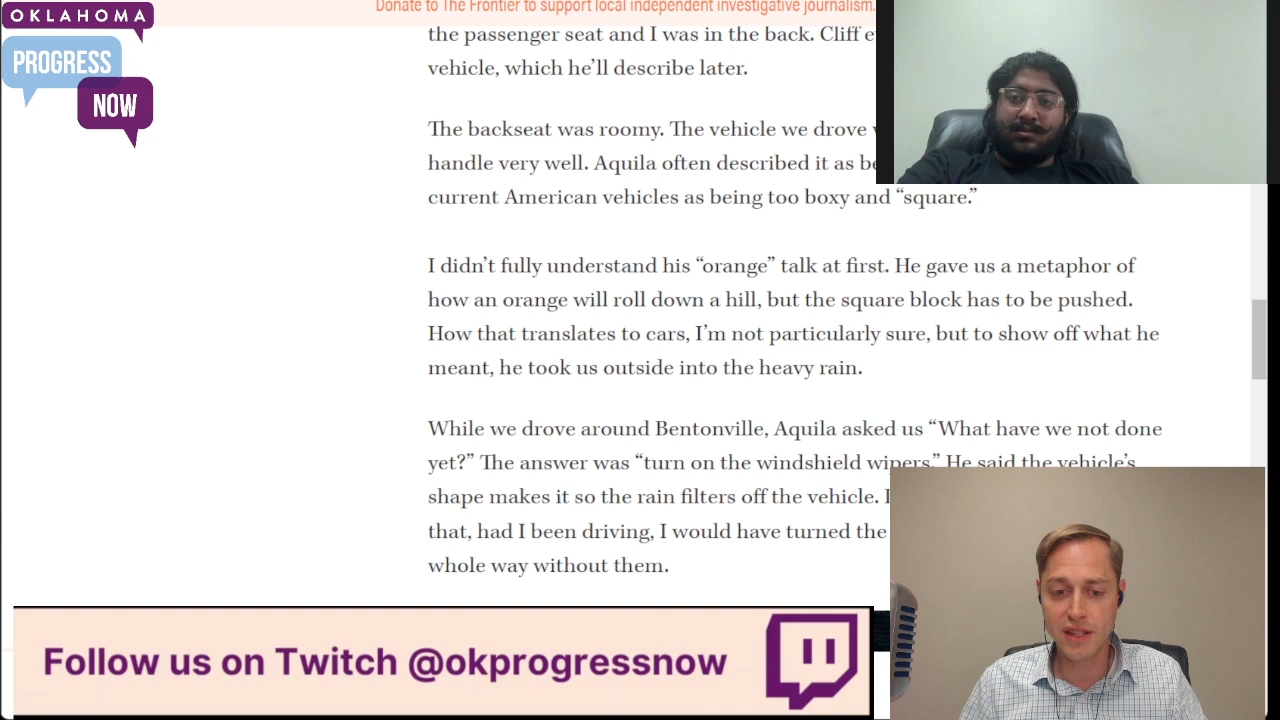 OKLAHOMA
PROGRESS
NOW
Donate to The Frontier to support local independent investigative journalism.
the passenger seat and I was in the back. Cliff
vehicle, which he’ll describe later.
The backseat was roomy. The vehicle we drove
handle very well. Aquila often described it as
current American vehicles as being too boxy and “square.”
I didn’t fully understand his “orange” talk at first. He gave us a metaphor of
how an orange will roll down a hill, but the square block has to be pushed.
How that translates to cars, I’m not particularly sure, but to show off what he
meant, he took us outside into the heavy rain.
While we drove around Bentonville, Aquila asked us “What have we not done
yet?” The answer was “turn on the windshield wipers.” He said the vehicle’s
shape makes it so the rain filters off the vehicle.
that, had I been driving, I would have turned the
whole way without them.
Follow us on Twitch @okprogressnow